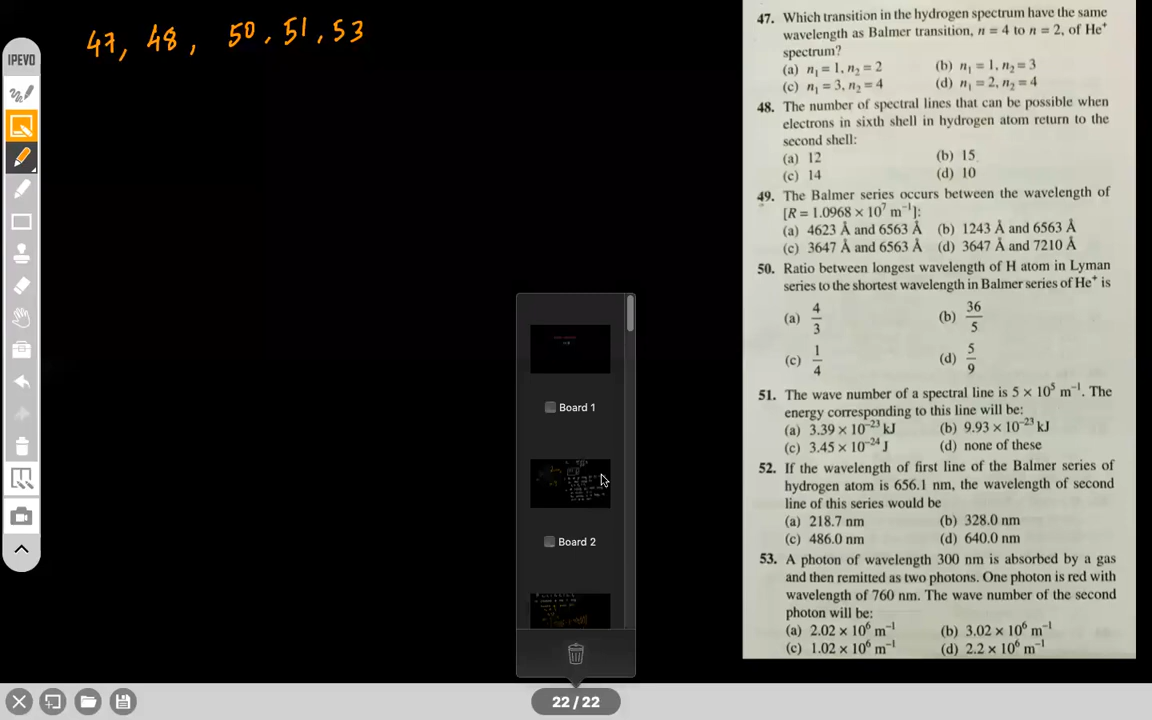 47, 48, 50, 51, 53
IPEVO
Board 1
Board 2
22 / 22
47. Which transition in the hydrogen spectrum have the same
wavelength as Balmer transition, n = 4 to n = 2, of He⁺
spectrum?
(a) n₁ = 1, n₂ = 2 (b) n₁ = 1, n₂ = 3
(c) n₁ = 3, n₂ = 4 (d) n₁ = 2, n₂ = 4
48. The number of spectral lines that can be possible when
electrons in sixth shell in hydrogen atom return to the
second shell:
(a) 12 (b) 15
(c) 14 (d) 10
49. The Balmer series occurs between the wavelength of
[R = 1.0968 × 10⁷ m⁻¹]:
(a) 4623 Å and 6563 Å (b) 1243 Å and 6563 Å
(c) 3647 Å and 6563 Å (d) 3647 Å and 7210 Å
50. Ratio between longest wavelength of H atom in Lyman
series to the shortest wavelength in Balmer series of He⁺ is
(a) 4/3 (b) 36/5
(c) 1/4 (d) 5/9
51. The wave number of a spectral line is 5 × 10⁵ m⁻¹. The
energy corresponding to this line will be:
(a) 3.39 × 10⁻²³ kJ (b) 9.93 × 10⁻²³ kJ
(c) 3.45 × 10⁻²⁴ J (d) none of these
52. If the wavelength of first line of the Balmer series of
hydrogen atom is 656.1 nm, the wavelength of second
line of this series would be
(a) 218.7 nm (b) 328.0 nm
(c) 486.0 nm (d) 640.0 nm
53. A photon of wavelength 300 nm is absorbed by a gas
and then remitted as two photons. One photon is red with
wavelength of 760 nm. The wave number of the second
photon will be:
(a) 2.02 × 10⁶ m⁻¹ (b) 3.02 × 10⁶ m⁻¹
(c) 1.02 × 10⁶ m⁻¹ (d) 2.2 × 10⁶ m⁻¹